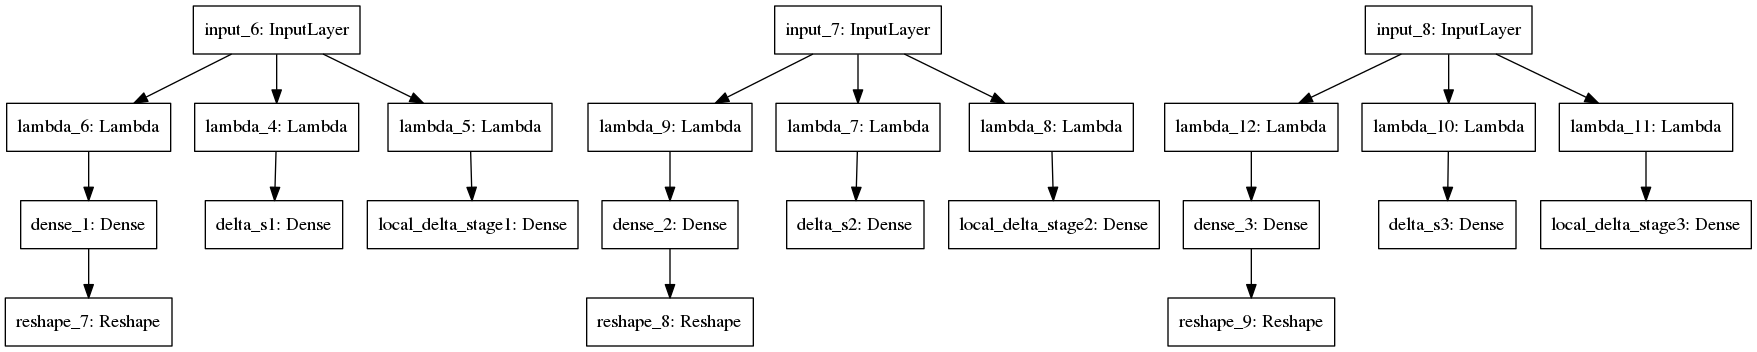 input_6: InputLayer
input_7: InputLayer
input_8: InputLayer
lambda_6: Lambda
lambda_4: Lambda
lambda_5: Lambda
lambda_9: Lambda
lambda_7: Lambda
lambda_8: Lambda
lambda_12: Lambda
lambda_10: Lambda
lambda_11: Lambda
dense_1: Dense
delta_s1: Dense
local_delta_stage1: Dense
dense_2: Dense
delta_s2: Dense
local_delta_stage2: Dense
dense_3: Dense
delta_s3: Dense
local_delta_stage3: Dense
reshape_7: Reshape
reshape_8: Reshape
reshape_9: Reshape